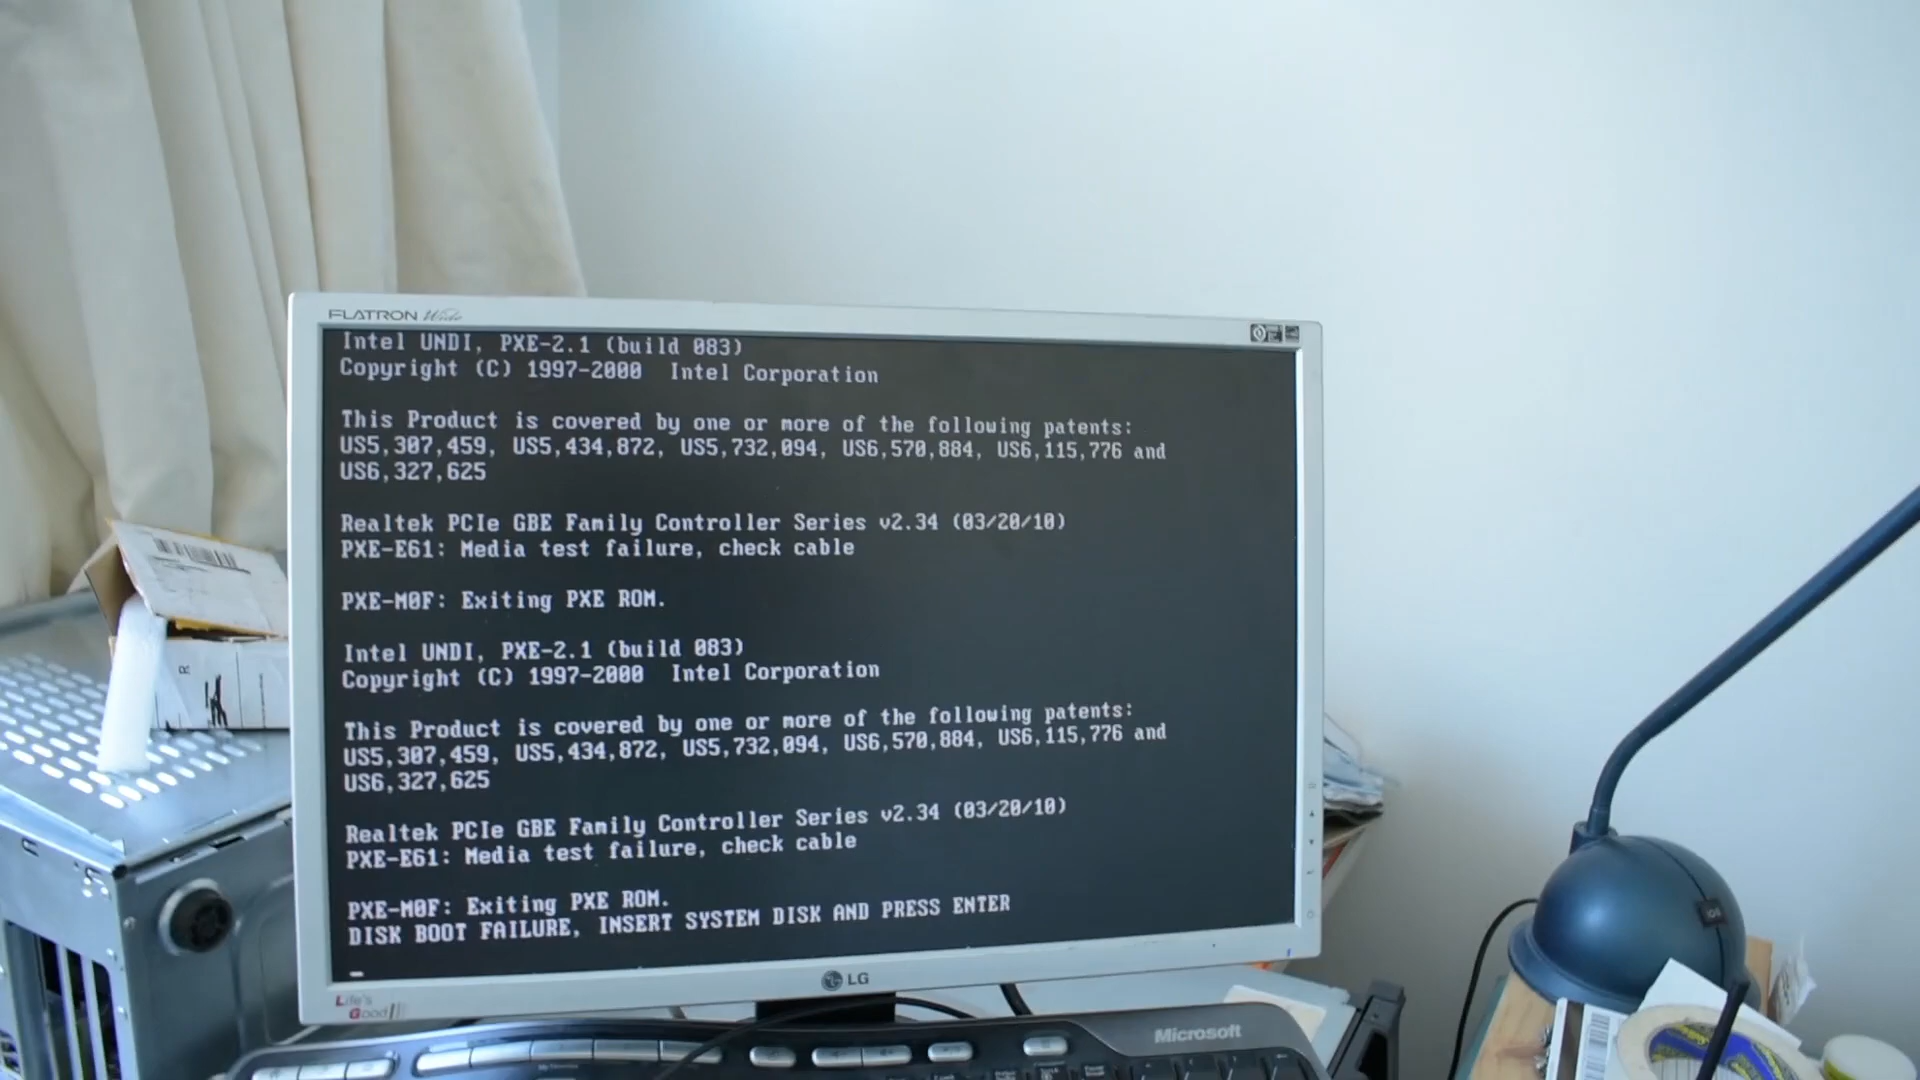 FLATRON Wide
Intel UNDI, PXE-2.1 (build 083)
Copyright (C) 1997-2000 Intel Corporation
This Product is covered by one or more of the following patents:
US5,307,459, US5,434,872, US5,732,094, US6,570,884, US6,115,776 and
US6,327,625
Realtek PCIe GBE Family Controller Series v2.34 (03/20/10)
PXE-E61: Media test failure, check cable
PXE-M0F: Exiting PXE ROM.
Intel UNDI, PXE-2.1 (build 083)
Copyright (C) 1997-2000 Intel Corporation
This Product is covered by one or more of the following patents:
US5,307,459, US5,434,872, US5,732,094, US6,570,884, US6,115,776 and
US6,327,625
Realtek PCIe GBE Family Controller Series v2.34 (03/20/10)
PXE-E61: Media test failure, check cable
PXE-M0F: Exiting PXE ROM.
DISK BOOT FAILURE, INSERT SYSTEM DISK AND PRESS ENTER
LG
Life's
Good
Microsoft